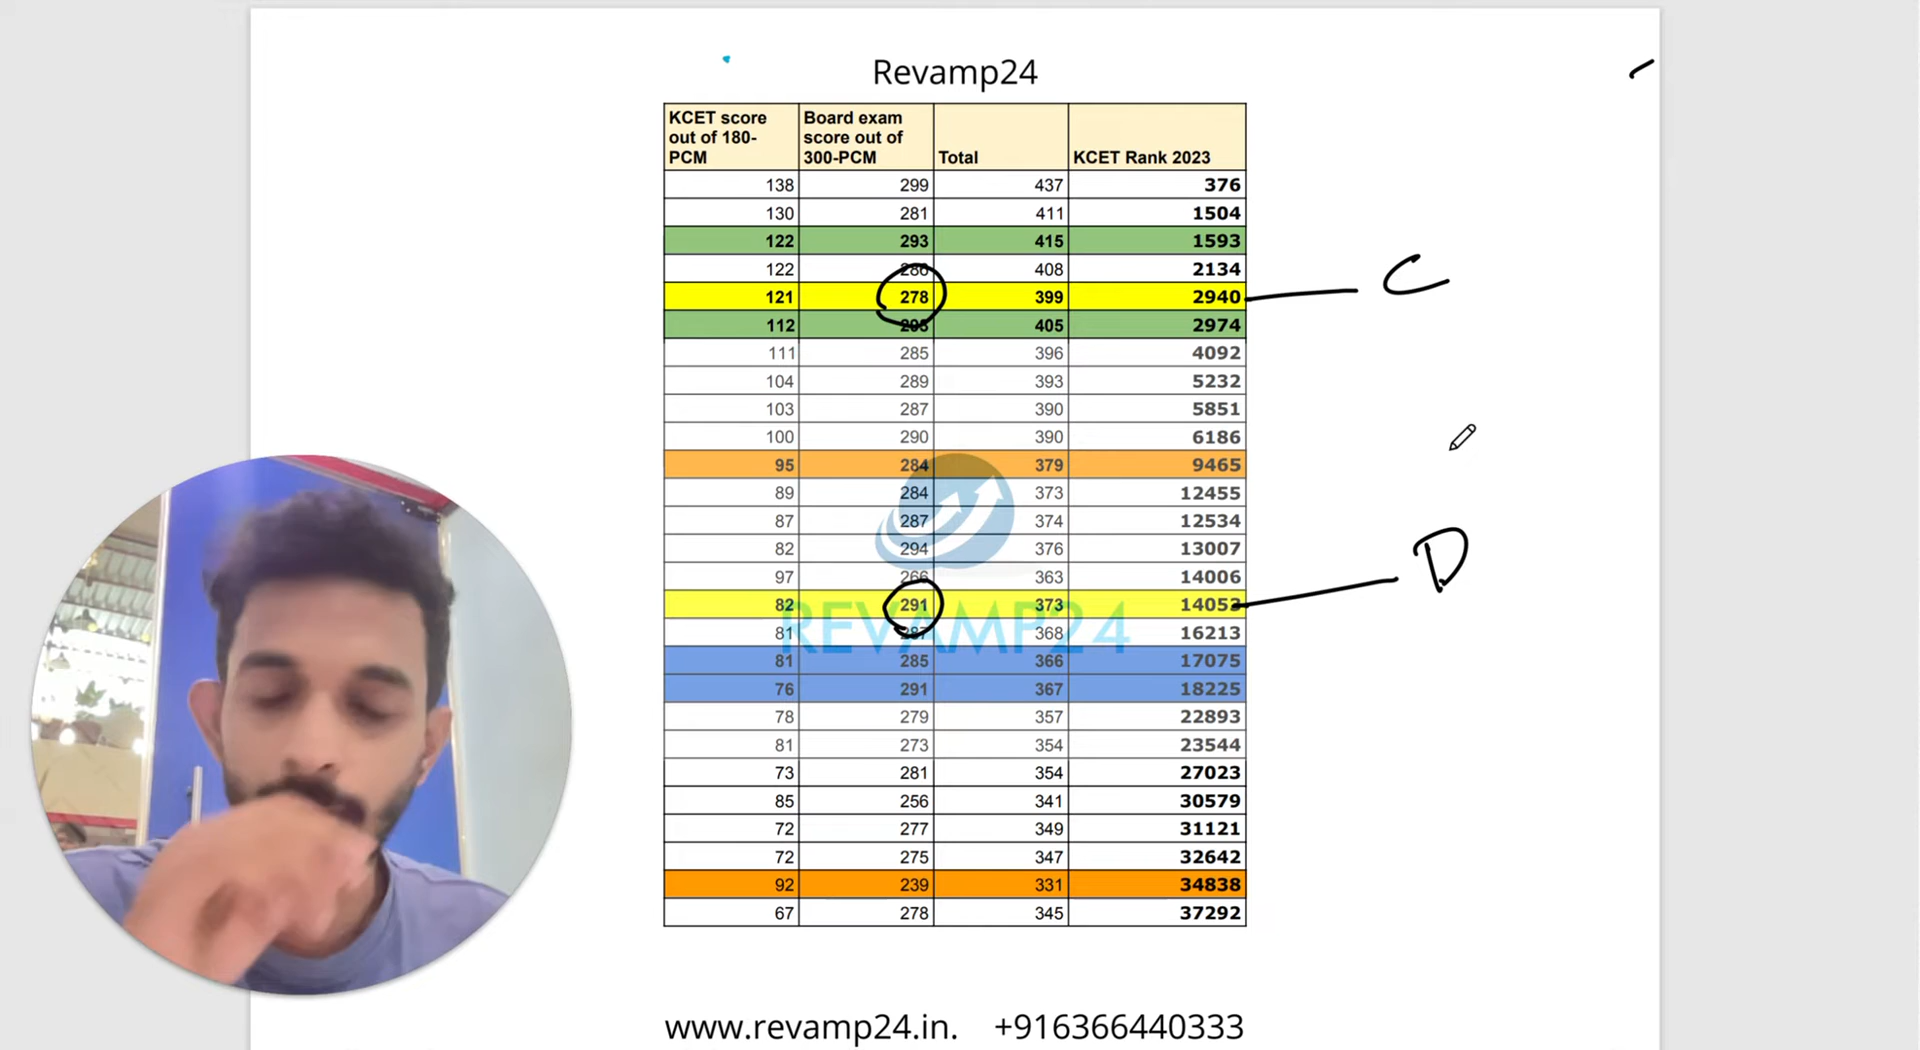 Revamp24
KCET score out of 180-PCM Board exam score out of 300-PCM Total KCET Rank 2023
138 299 437 376
130 281 411 1504
122 293 415 1593
122 286 408 2134
121 278 399 2940 C
112 293 405 2974
111 285 396 4092
104 289 393 5232
103 287 390 5851
100 290 390 6186
95 284 379 9465
89 284 373 12455
87 287 374 12534
82 294 376 13007
97 266 363 14006
82 291 373 14053 D
81 287 368 16213
REVAMP24
81 285 366 17075
76 291 367 18225
78 279 357 22893
81 273 354 23544
73 281 354 27023
85 256 341 30579
72 277 349 31121
72 275 347 32642
92 239 331 34838
67 278 345 37292
www.revamp24.in. +916366440333